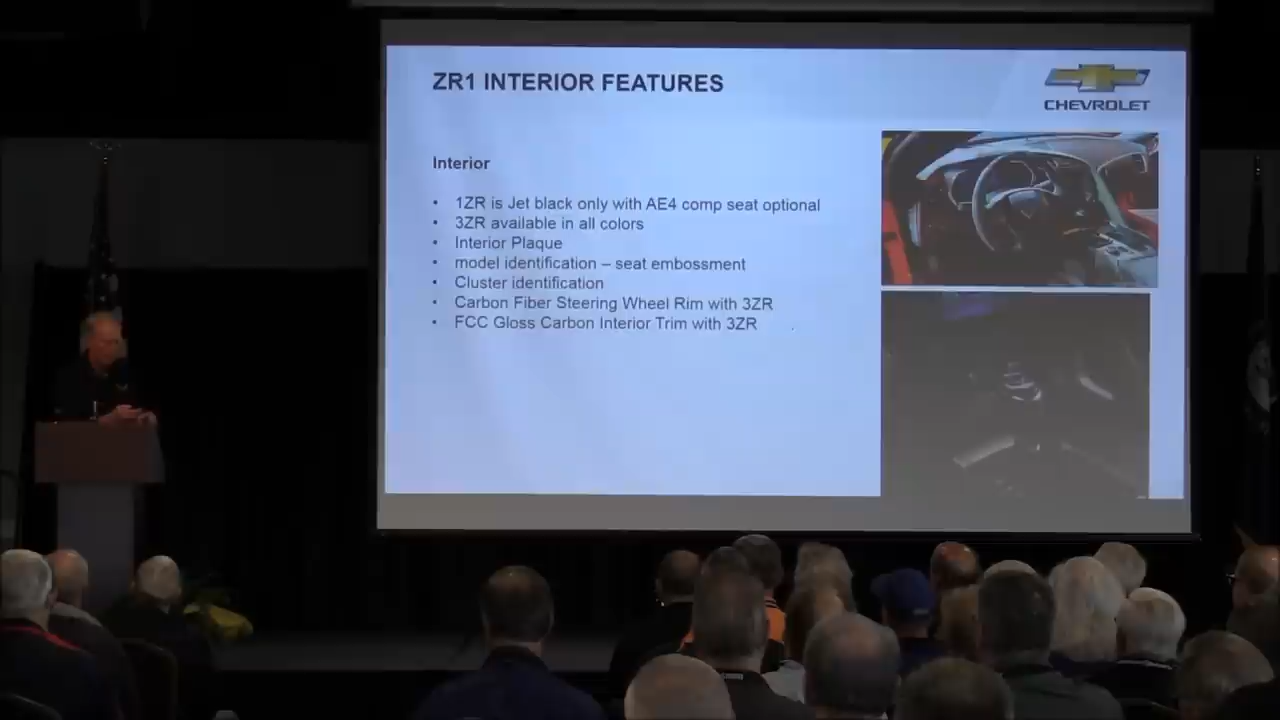 ZR1 INTERIOR FEATURES
CHEVROLET
Interior
• 1ZR is Jet black only with AE4 comp seat optional
• 3ZR available in all colors
• Interior Plaque
• model identification – seat embossment
• Cluster identification
• Carbon Fiber Steering Wheel Rim with 3ZR
• FCC Gloss Carbon Interior Trim with 3ZR